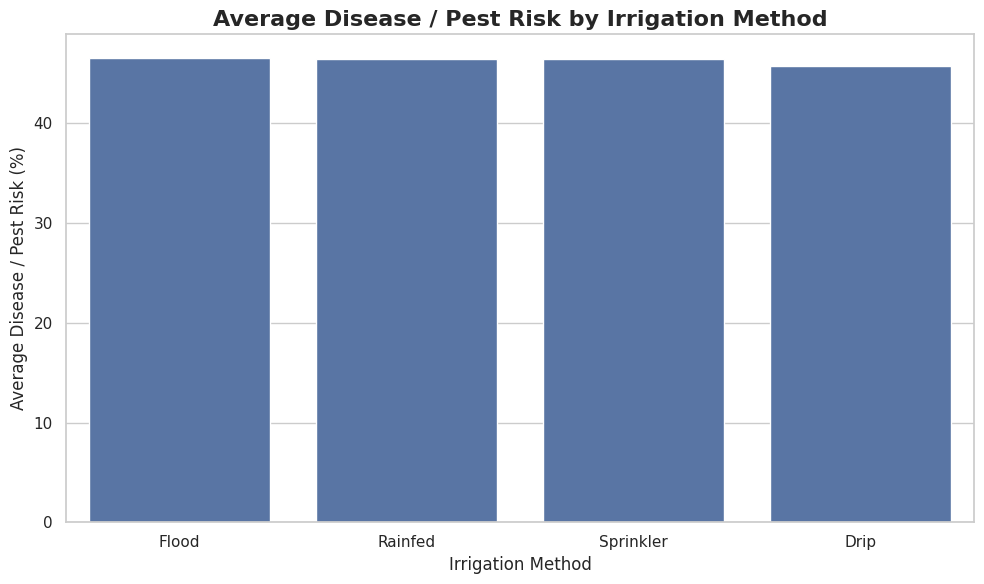 Average Disease / Pest Risk by Irrigation Method
Average Disease / Pest Risk (%)
40
30
20
10
0
Flood
Rainfed
Sprinkler
Drip
Irrigation Method